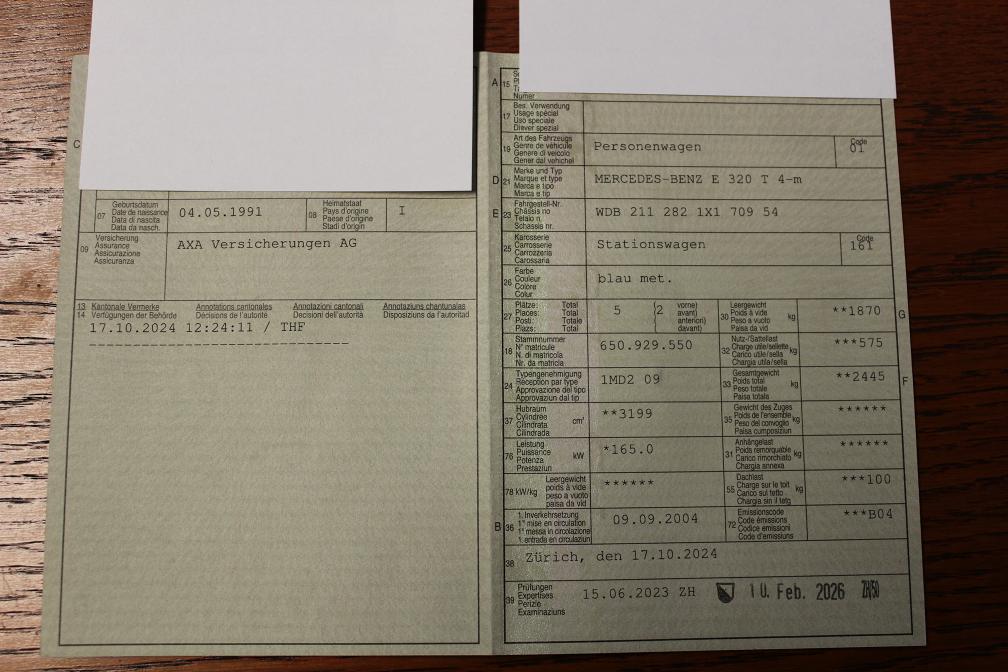 C
07 Geburtsdatum
Date de naissance
Data di nascita
Data da nasch.
04.05.1991
08 Heimatstaat
Pays d'origine
Paese d'origine
Stadi d'origin
I
09 Versicherung
Assurance
Assicurazione
Assicuranza
AXA Versicherungen AG
13 Kantonale Vermerke Annotations cantonales Annotazioni cantonali Annotaziuns chantunalas
14 Verfügungen der Behörde Décisions de l'autorité Decisioni dell'autorità Disposiziuns da l'autoritad
17.10.2024 12:24:11 / THF
------------------------------
A 15
Numer
17 Bes. Verwendung
Usage spécial
Uso speciale
Diever spezial
19 Art des Fahrzeugs
Genre de véhicule
Genere di veicolo
Gener dal vehichel
Personenwagen
Code
01
D 21 Marke und Typ
Marque et type
Marca e tipo
Marca e tip
MERCEDES-BENZ E 320 T 4-m
E 23 Fahrgestell-Nr.
Châssis no
Telaio n.
Schassis nr.
WDB 211 282 1X1 709 54
25 Karosserie
Carrosserie
Carrozzeria
Carossaria
Stationswagen
Code
161
26 Farbe
Couleur
Colore
Colur
blau met.
27 Plätze: Total
Places: Total
Posti: Totale
Plazs: Total
5 (2 vorne)
avant)
anteriori)
davant)
30 Leergewicht
Poids à vide
Peso a vuoto
Paisa da vid
kg
**1870
G
18 Stammnummer
N° matricule
N. di matricola
Nr. da matricla
650.929.550
32 Nutz-/Sattellast
Charge utile/sellette
Carico utile/sella
Chargia utila/sella
kg
***575
24 Typengenehmigung
Réception par type
Approvazione del tipo
Approvaziun dal tip
1MD2 09
33 Gesamtgewicht
Poids total
Peso totale
Paisa totala
kg
**2445
F
37 Hubraum
Cylindrée
Cilindrata
Cilindrada
cm³
**3199
35 Gewicht des Zuges
Poids de l'ensemble
Peso del convoglio
Paisa cumposiziun
kg
******
76 Leistung
Puissance
Potenza
Prestaziun
kW
*165.0
31 Anhängelast
Poids remorquable
Carico rimorchiato
Chargia annexa
kg
******
78 kW/kg Leergewicht
poids à vide
peso a vuoto
paisa da vid
******
55 Dachlast
Charge sur le toit
Carico sul tetto
Chargia sin il tetg
kg
***100
B 36 1. Inverkehrsetzung
1re mise en circulation
1a messa in circolazione
1. entrada en circulaziun
09.09.2004
72 Emissionscode
Code émissions
Codice emissioni
Code d'emissiuns
***B04
38 Zürich, den 17.10.2024
39 Prüfungen
Expertises
Perizie
Examinaziuns
15.06.2023 ZH
10. Feb. 2026